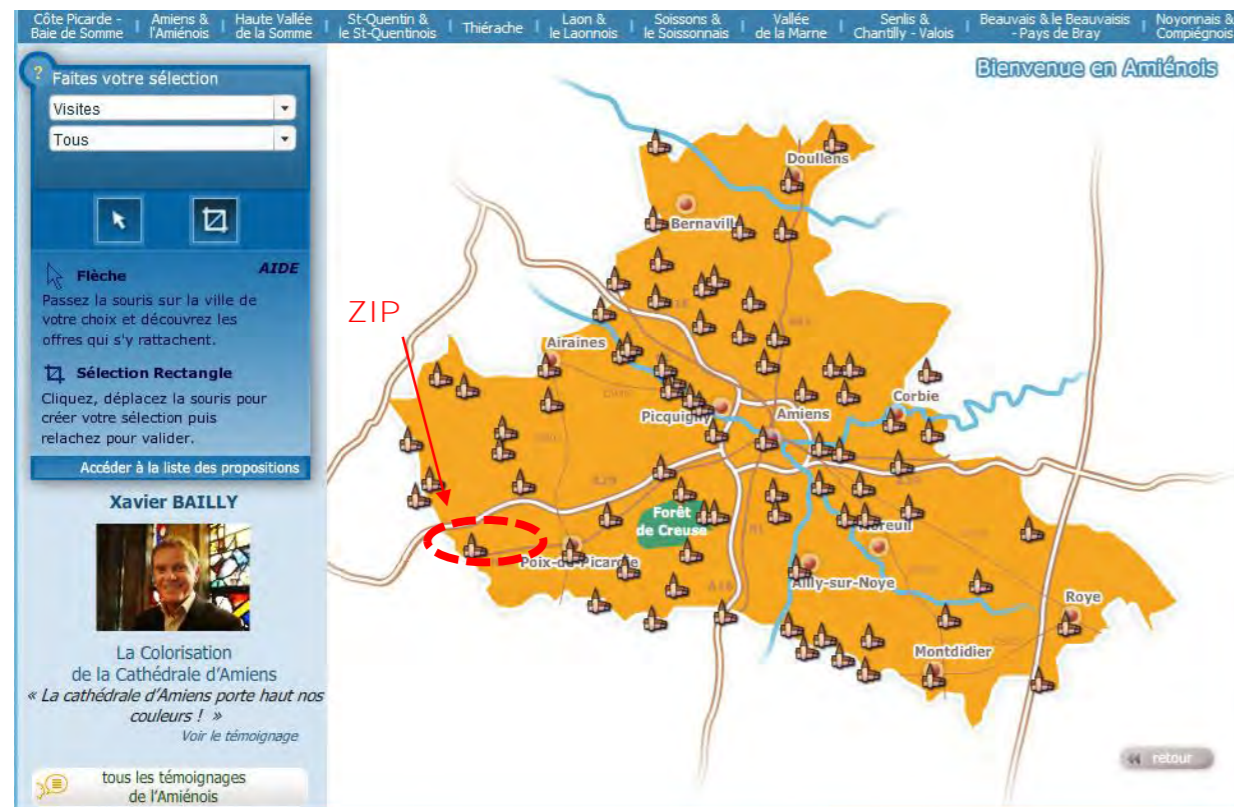 Côte Picarde -
Baie de Somme
Amiens &
l'Amiénois
Haute Vallée
de la Somme
St-Quentin &
le St-Quentinois
Thiérache
Laon &
le Laonnois
Soissons &
le Soissonnais
Vallée
de la Marne
Senlis &
Chantilly - Valois
Beauvais & le Beauvaisis
- Pays de Bray
Noyonnais &
Compiégnois
?
Faites votre sélection
Visites
Tous
AIDE
Flèche
Passez la souris sur la ville de
votre choix et découvrez les
offres qui s'y rattachent.
Sélection Rectangle
Cliquez, déplacez la souris pour
créer votre sélection puis
relachez pour valider.
Accéder à la liste des propositions
Xavier BAILLY
La Colorisation
de la Cathédrale d'Amiens
« La cathédrale d'Amiens porte haut nos
couleurs ! »
Voir le témoignage
tous les témoignages
de l'Amiénois
Bienvenue en Amiénois
ZIP
Doullens
Bernaville
Airaines
Picquigny
Amiens
Corbie
A29
Forêt
de Creuse
Moreuil
Poix-de-Picardie
A16
Ailly-sur-Noye
Roye
Montdidier
retour